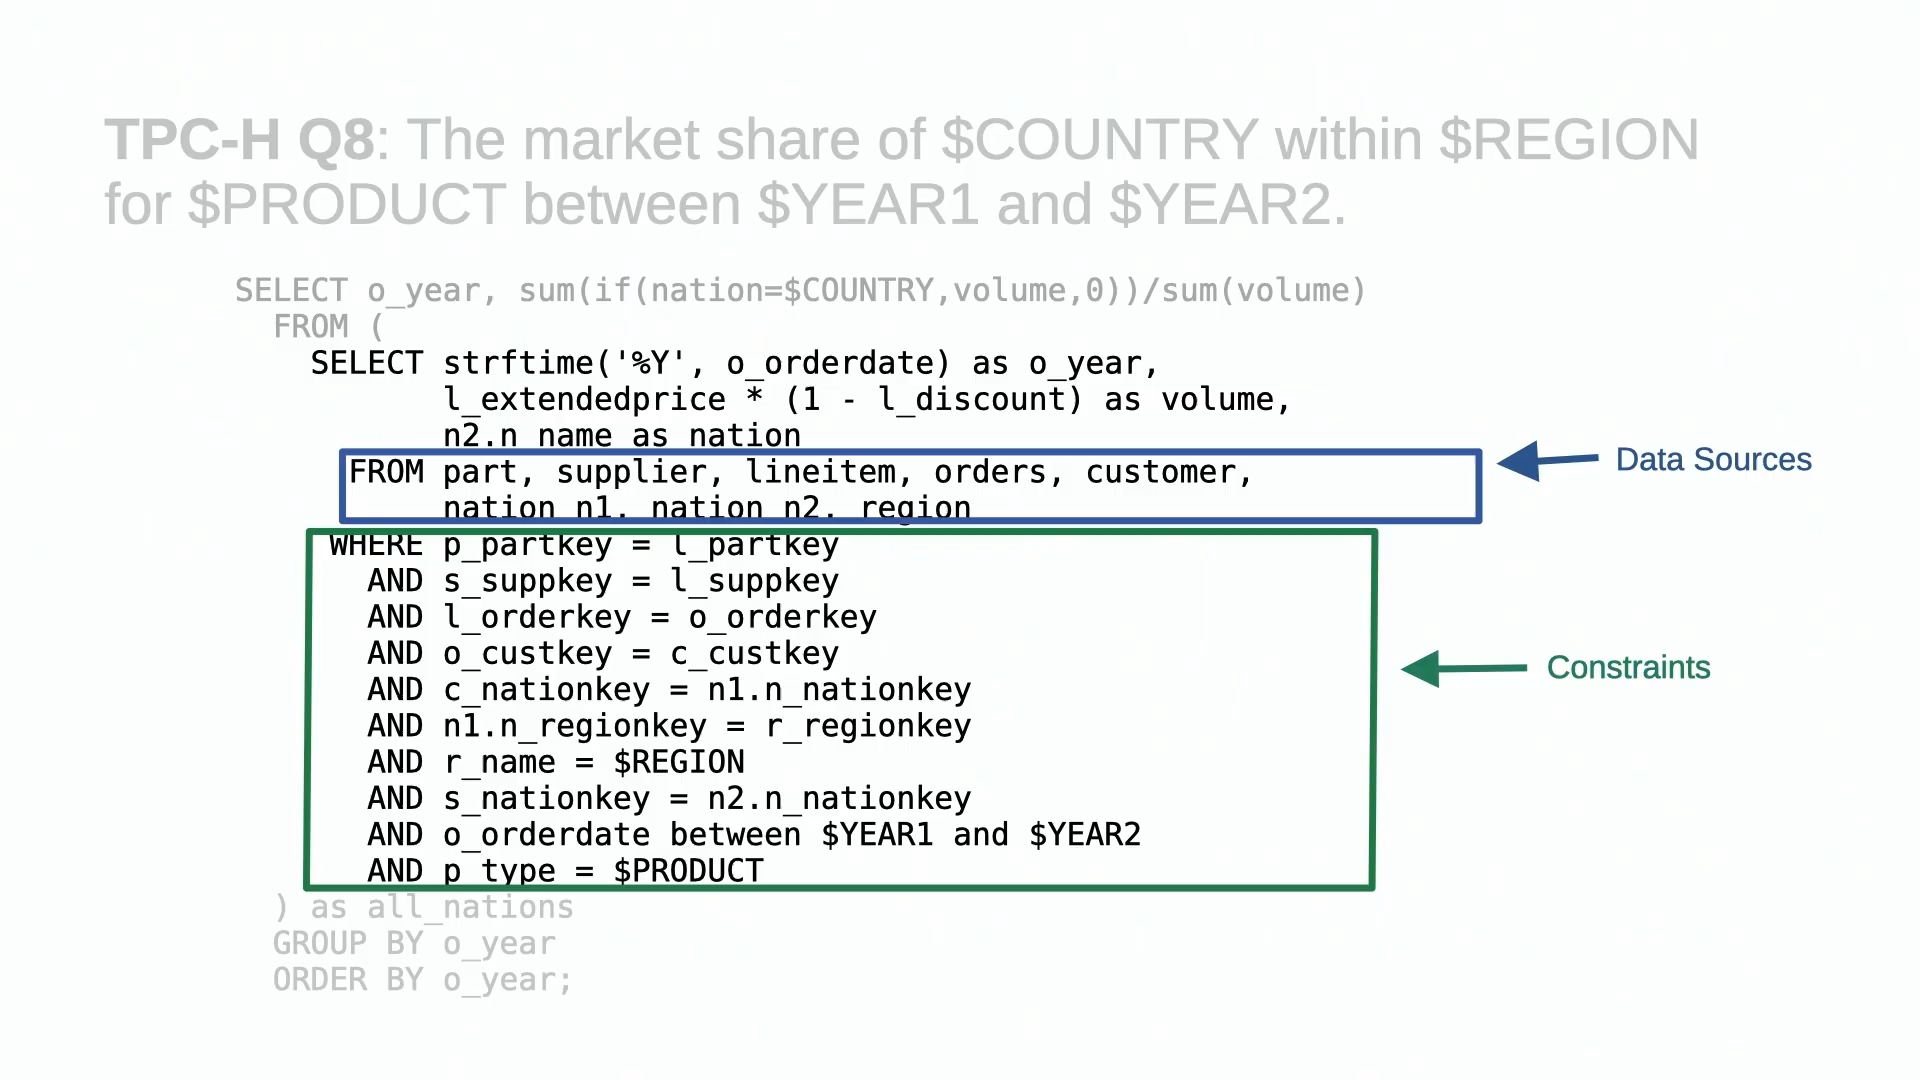 TPC-H Q8: The market share of $COUNTRY within $REGION
for $PRODUCT between $YEAR1 and $YEAR2.
SELECT o_year, sum(if(nation=$COUNTRY,volume,0))/sum(volume)
FROM (
SELECT strftime('%Y', o_orderdate) as o_year,
l_extendedprice * (1 - l_discount) as volume,
n2.n_name as nation
FROM part, supplier, lineitem, orders, customer,
nation n1, nation n2, region
Data Sources
WHERE p_partkey = l_partkey
AND s_suppkey = l_suppkey
AND l_orderkey = o_orderkey
AND o_custkey = c_custkey
AND c_nationkey = n1.n_nationkey
AND n1.n_regionkey = r_regionkey
AND r_name = $REGION
AND s_nationkey = n2.n_nationkey
AND o_orderdate between $YEAR1 and $YEAR2
AND p_type = $PRODUCT
Constraints
) as all_nations
GROUP BY o_year
ORDER BY o_year;